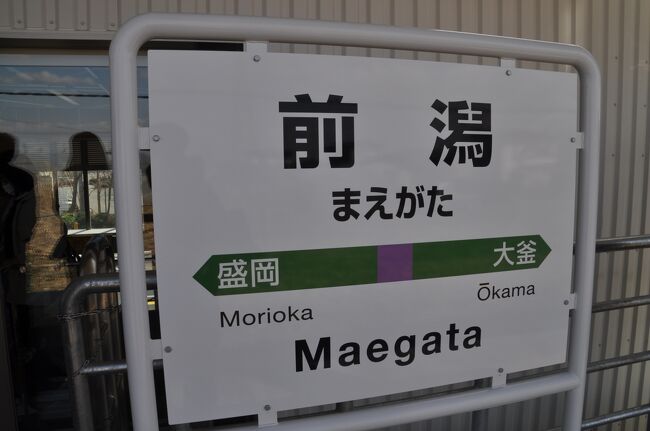 前潟
まえがた
盛岡 大釜
Morioka Ōkama
Maegata